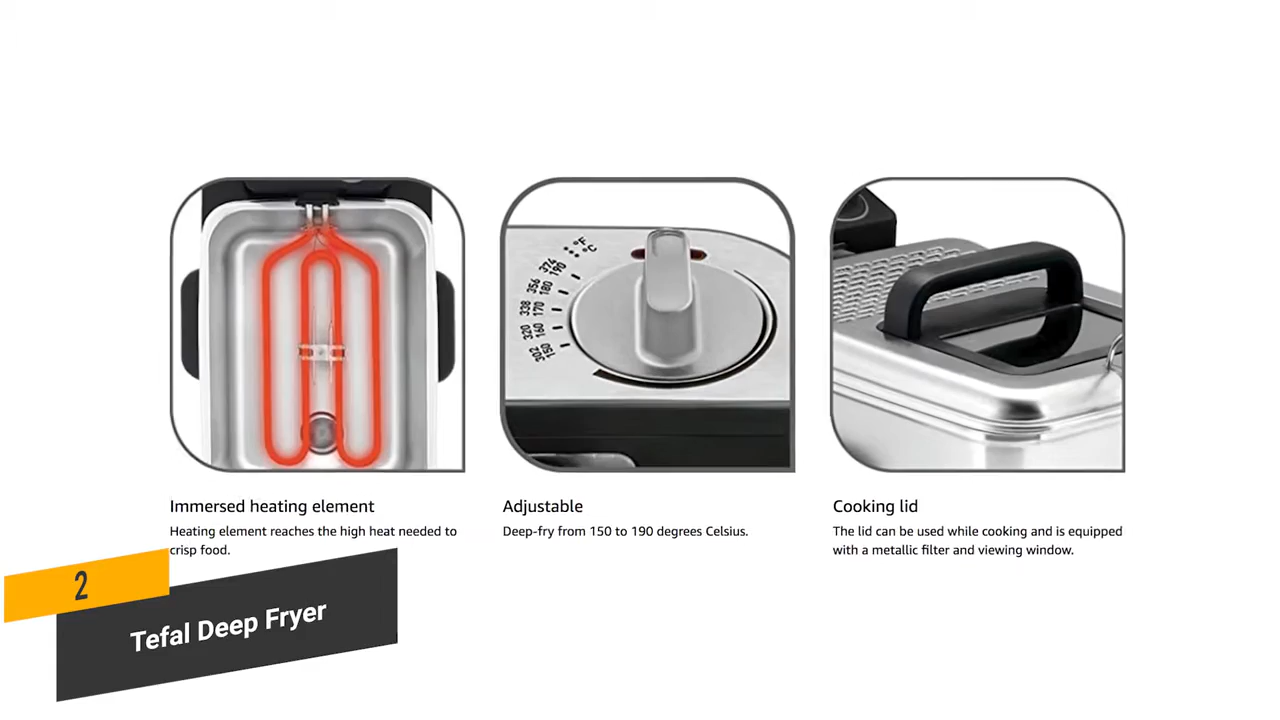 °F
°C
374 190
356 180
338 170
320 160
302 150
Immersed heating element
Heating element reaches the high heat needed to
crisp food.
Adjustable
Deep-fry from 150 to 190 degrees Celsius.
Cooking lid
The lid can be used while cooking and is equipped
with a metallic filter and viewing window.
2
Tefal Deep Fryer